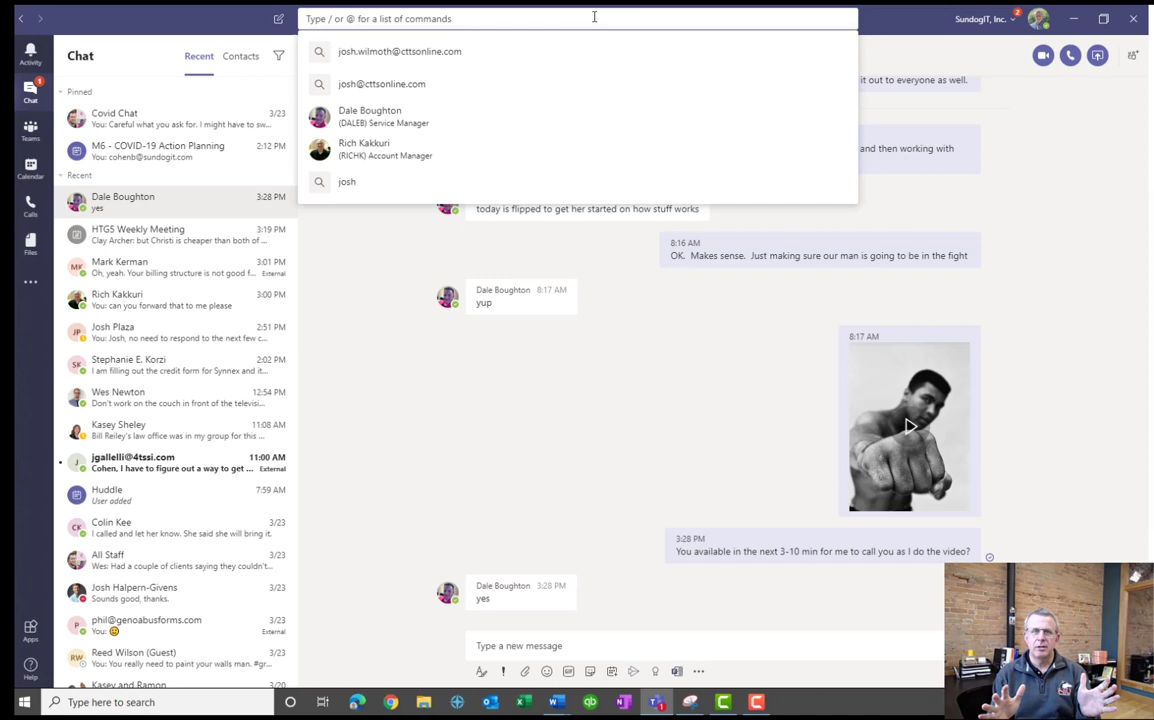 Type / or @ for a list of commands
SundogIT, Inc.
2
josh.wilmoth@cttsonline.com
josh@cttsonline.com
Dale Boughton
(DALEB) Service Manager
Rich Kakkuri
(RICHK) Account Manager
josh
Activity
Chat
1
Teams
Calendar
Calls
Files
Apps
Help
Chat
Recent
Contacts
Pinned
Covid Chat
3/23
You: Careful what you ask for. I might have to sw...
M6 - COVID-19 Action Planning
2:12 PM
You: cohenb@sundogit.com
Recent
Dale Boughton
3:28 PM
yes
HTG5 Weekly Meeting
3:19 PM
Clay Archer: but Christi is cheaper than both of ...
MK
Mark Kerman
3:01 PM
Oh, yeah. Your billing structure is not good f...
External
Rich Kakkuri
3:00 PM
You: can you forward that to me please
JP
Josh Plaza
2:51 PM
You: Josh, no need to respond to the next few c...
SK
Stephanie E. Korzi
2:02 PM
I am filling out the credit form for Synnex and it...
Wes Newton
12:54 PM
Don't work on the couch in front of the televisi...
Kasey Sheley
11:08 AM
Bill Reiley's law office was in my group for this ...
J
jgallelli@4tssi.com
11:00 AM
Cohen, I have to figure out a way to get ...
External
Huddle
7:59 AM
User added
CK
Colin Kee
3/23
I called and let her know. She said she will bring it.
All Staff
3/23
Wes: Had a couple of clients saying they couldn't...
Josh Halpern-Givens
3/23
Sounds good, thanks.
P
phil@genoabusforms.com
3/23
You:
External
RW
Reed Wilson (Guest)
3/23
You: You really need to paint your walls man. #gr...
Kasey and Ramon
3/23
it out to everyone as well.
and then working with
today is flipped to get her started on how stuff works
8:16 AM
OK. Makes sense. Just making sure our man is going to be in the fight
Dale Boughton 8:17 AM
yup
8:17 AM
3:28 PM
You available in the next 3-10 min for me to call you as I do the video?
Dale Boughton 3:28 PM
yes
Type a new message
GIF
Type here to search